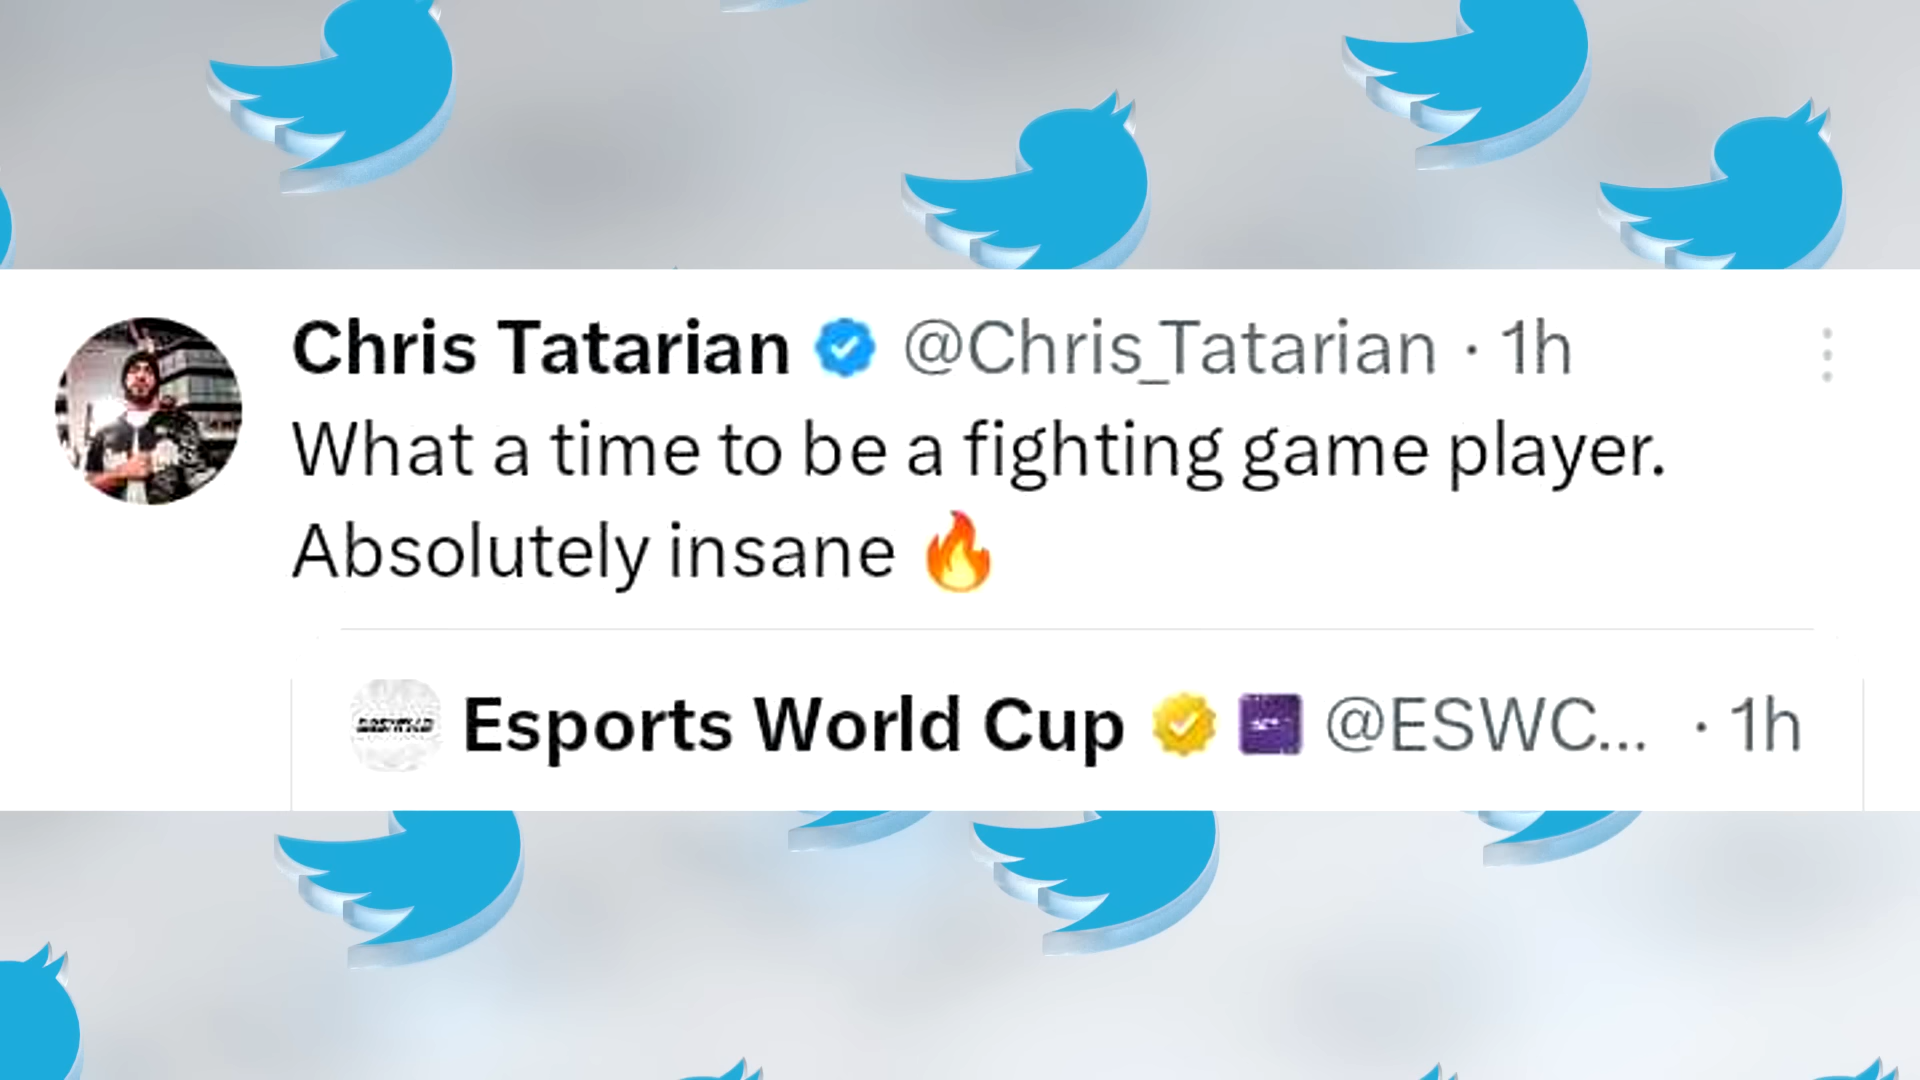 Chris Tatarian @Chris_Tatarian · 1h
What a time to be a fighting game player.
Absolutely insane 🔥
Esports World Cup @ESWC... · 1h